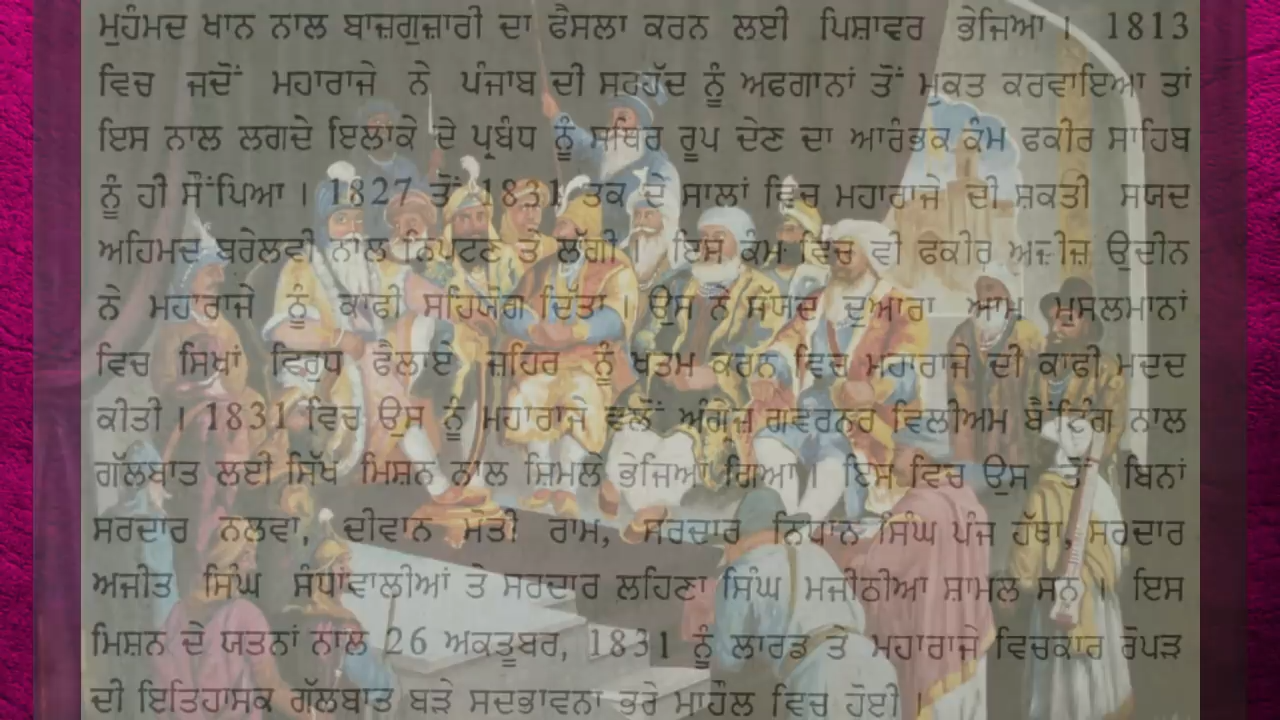 ਮੁਹੰਮਦ ਖਾਨ ਨਾਲ ਬਾਜ਼ਗੁਜ਼ਾਰੀ ਦਾ ਫੈਸਲਾ ਕਰਨ ਲਈ ਪਿਸ਼ਾਵਰ ਭੇਜਿਆ । 1813
ਵਿਚ ਜਦੋਂ ਮਹਾਰਾਜੇ ਨੇ ਪੰਜਾਬ ਦੀ ਸਰਹੱਦ ਨੂੰ ਅਫਗਾਨਾਂ ਤੋਂ ਮੁਕਤ ਕਰਵਾਇਆ ਤਾਂ
ਇਸ ਨਾਲ ਲਗਦੇ ਇਲਾਕੇ ਦੇ ਪ੍ਰਬੰਧ ਨੂੰ ਸਥਿਰ ਰੂਪ ਦੇਣ ਦਾ ਆਰੰਭਕ ਕੰਮ ਫਕੀਰ ਸਾਹਿਬ
ਨੂੰ ਹੀ ਸੌਂਪਿਆ । 1827 ਤੋਂ 1831 ਤਕ ਦੇ ਸਾਲਾਂ ਵਿਚ ਮਹਾਰਾਜੇ ਦੀ ਸ਼ਕਤੀ ਸਯਦ
ਅਹਿਮਦ ਬਰੇਲਵੀ ਨਾਲ ਨਿਪਟਣ ਤੇ ਲੱਗੀ । ਇਸ ਕੰਮ ਵਿਚ ਵੀ ਫਕੀਰ ਅਜ਼ੀਜ਼ ਉਦੀਨ
ਨੇ ਮਹਾਰਾਜੇ ਨੂੰ ਕਾਫੀ ਸਹਿਯੋਗ ਦਿੱਤਾ । ਉਸ ਨੇ ਸੱਯਦ ਦੁਆਰਾ ਆਮ ਮੁਸਲਮਾਨਾਂ
ਵਿਚ ਸਿਖਾਂ ਵਿਰੁਧ ਫੈਲਾਏ ਜ਼ਹਿਰ ਨੂੰ ਖਤਮ ਕਰਨ ਵਿਚ ਮਹਾਰਾਜੇ ਦੀ ਕਾਫੀ ਮਦਦ
ਕੀਤੀ । 1831 ਵਿਚ ਉਸ ਨੂੰ ਮਹਾਰਾਜੇ ਵਲੋਂ ਅੰਗ੍ਰੇਜ਼ ਗਵਰਨਰ ਵਿਲੀਅਮ ਬੈਂਟਿੰਗ ਨਾਲ
ਗੱਲਬਾਤ ਲਈ ਸਿੱਖ ਮਿਸ਼ਨ ਨਾਲ ਸ਼ਿਮਲੇ ਭੇਜਿਆ ਗਿਆ । ਇਸ ਵਿਚ ਉਸ ਤੋਂ ਬਿਨਾਂ
ਸਰਦਾਰ ਨਲਵਾ, ਦੀਵਾਨ ਮੋਤੀ ਰਾਮ, ਸਰਦਾਰ ਨਿਧਾਨ ਸਿੰਘ ਪੰਜ ਹੱਥਾ, ਸਰਦਾਰ
ਅਜੀਤ ਸਿੰਘ ਸੰਧਾਂਵਾਲੀਆਂ ਤੇ ਸਰਦਾਰ ਲਹਿਣਾ ਸਿੰਘ ਮਜੀਠੀਆ ਸ਼ਾਮਲ ਸਨ । ਇਸ
ਮਿਸ਼ਨ ਦੇ ਯਤਨਾਂ ਨਾਲ 26 ਅਕਤੂਬਰ, 1831 ਨੂੰ ਲਾਰਡ ਤੇ ਮਹਾਰਾਜੇ ਵਿਚਕਾਰ ਰੋਪੜ
ਦੀ ਇਤਿਹਾਸਕ ਗੱਲਬਾਤ ਬੜੇ ਸਦਭਾਵਨਾ ਭਰੇ ਮਾਹੌਲ ਵਿਚ ਹੋਈ ।